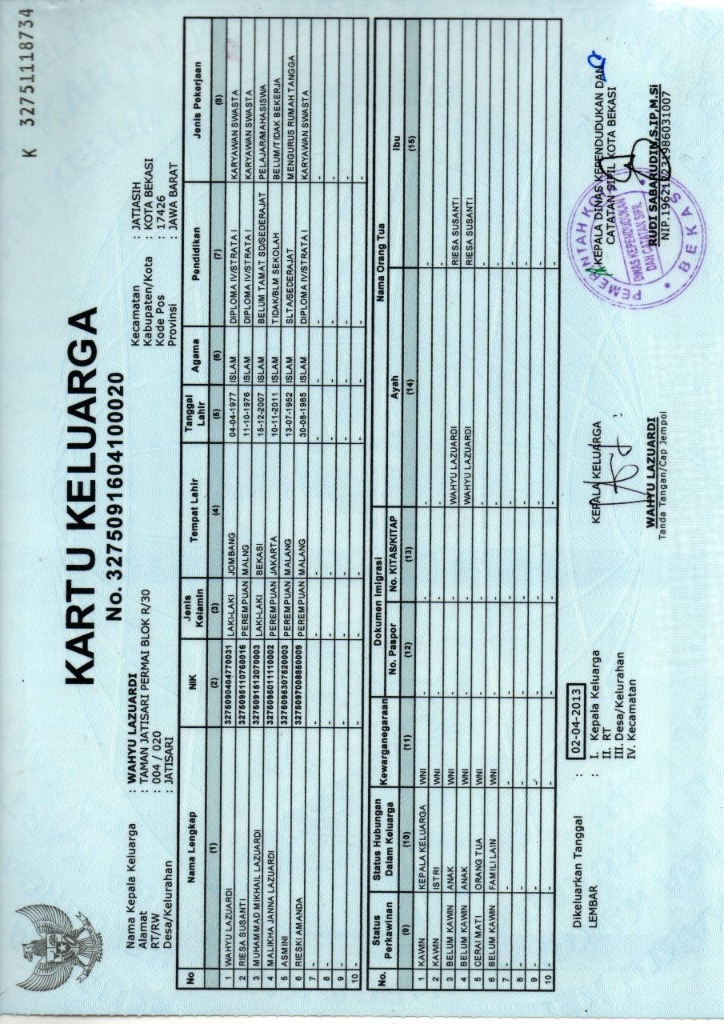 K 32751118734
KARTU KELUARGA
No. 3275091604100020
Nama Kepala Keluarga : WAHYU LAZUARDI
Alamat : TAMAN JATISARI PERMAI BLOK R/30
RT/RW : 004 / 020
Desa/Kelurahan : JATISARI
Kecamatan : JATIASIH
Kabupaten/Kota : KOTA BEKASI
Kode Pos : 17426
Provinsi : JAWA BARAT
No Nama Lengkap NIK Jenis Kelamin Tempat Lahir Tanggal Lahir Agama Pendidikan Jenis Pekerjaan
(1) (2) (3) (4) (5) (6) (7) (8)
1 WAHYU LAZUARDI 3275090404770031 LAKI-LAKI JOMBANG 04-04-1977 ISLAM DIPLOMA IV/STRATA I KARYAWAN SWASTA
2 RIESA SUSANTI 3275095110760016 PEREMPUAN MALNG 11-10-1976 ISLAM DIPLOMA IV/STRATA I KARYAWAN SWASTA
3 MUHAMMAD MIKHAIL LAZUARDI 3275091512070003 LAKI-LAKI BEKASI 15-12-2007 ISLAM BELUM TAMAT SD/SEDERAJAT PELAJAR/MAHASISWA
4 MALIKHA JANNA LAZUARDI 3275095011110002 PEREMPUAN JAKARTA 10-11-2011 ISLAM TIDAK/BLM SEKOLAH BELUM/TIDAK BEKERJA
5 ASMINI 3275095307520003 PEREMPUAN MALANG 13-07-1952 ISLAM SLTA/SEDERAJAT MENGURUS RUMAH TANGGA
6 RIESKI AMANDA 3275097008850009 PEREMPUAN MALANG 30-08-1985 ISLAM DIPLOMA IV/STRATA I KARYAWAN SWASTA
7 - - - - - - - -
8 - - - - - - - -
9 - - - - - - - -
10 - - - - - - - -
No. Status Perkawinan Status Hubungan Dalam Keluarga Kewarganegaraan Dokumen Imigrasi Nama Orang Tua
No. Paspor No. KITAS/KITAP Ayah Ibu
(9) (10) (11) (12) (13) (14) (15)
1 KAWIN KEPALA KELUARGA WNI - - - -
2 KAWIN ISTRI WNI - - - -
3 BELUM KAWIN ANAK WNI - - WAHYU LAZUARDI RIESA SUSANTI
4 BELUM KAWIN ANAK WNI - - WAHYU LAZUARDI RIESA SUSANTI
5 CERAI MATI ORANG TUA WNI - - - -
6 BELUM KAWIN FAMILI LAIN WNI - - - -
7 - - - - - - -
8 - - - - - - -
9 - - - - - - -
10 - - - - - - -
Dikeluarkan Tanggal : 02-04-2013
LEMBAR : I. Kepala Keluarga
II. RT
III. Desa/Kelurahan
IV. Kecamatan
KEPALA KELUARGA
WAHYU LAZUARDI
Tanda Tangan/Cap Jempol
KEPALA DINAS KEPENDUDUKAN DAN
CATATAN SIPIL KOTA BEKASI
PEMERINTAH KOTA
DINAS KEPENDUDUKAN
DAN CATATAN SIPIL
BEKASI
RUDI SABARUDIN,S.IP,M.Si